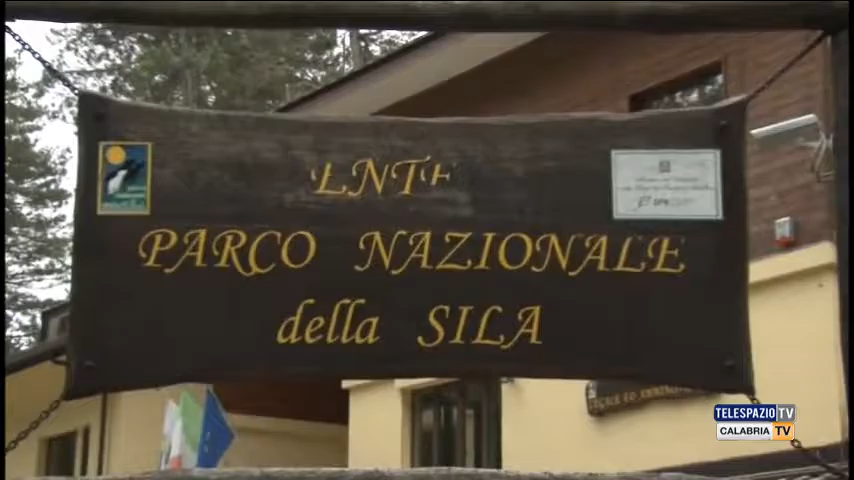 ENTE
PARCO NAZIONALE
della SILA
TELESPAZIO TV
CALABRIA TV